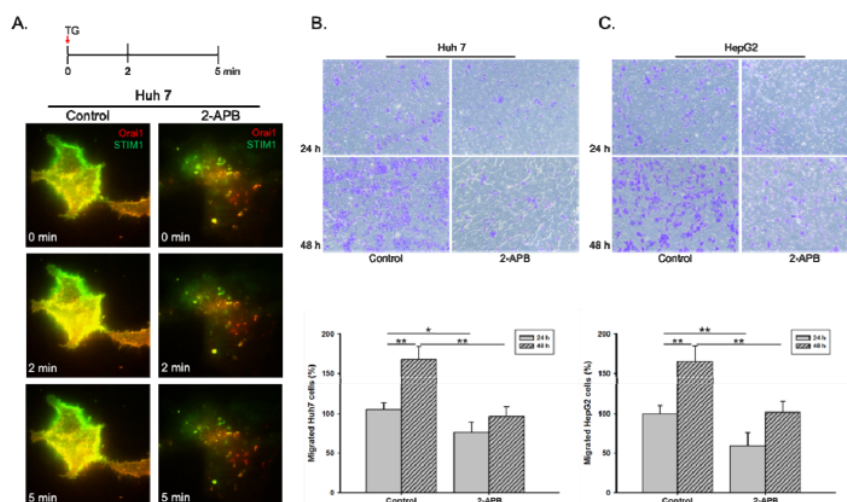 A.
TG
0 2 5 min
Huh 7
Control 2-APB
Orai1 Orai1
STIM1 STIM1
0 min 0 min
2 min 2 min
5 min 5 min
B.
Huh 7
24 h
48 h
Control 2-APB
Migrated Huh7 cells (%)
200
150
100
50
0
* 
** **
24 h
48 h
Control 2-APB
C.
HepG2
24 h
48 h
Control 2-APB
Migrated HepG2 cells (%)
200
150
100
50
0
**
** **
24 h
48 h
Control 2-APB